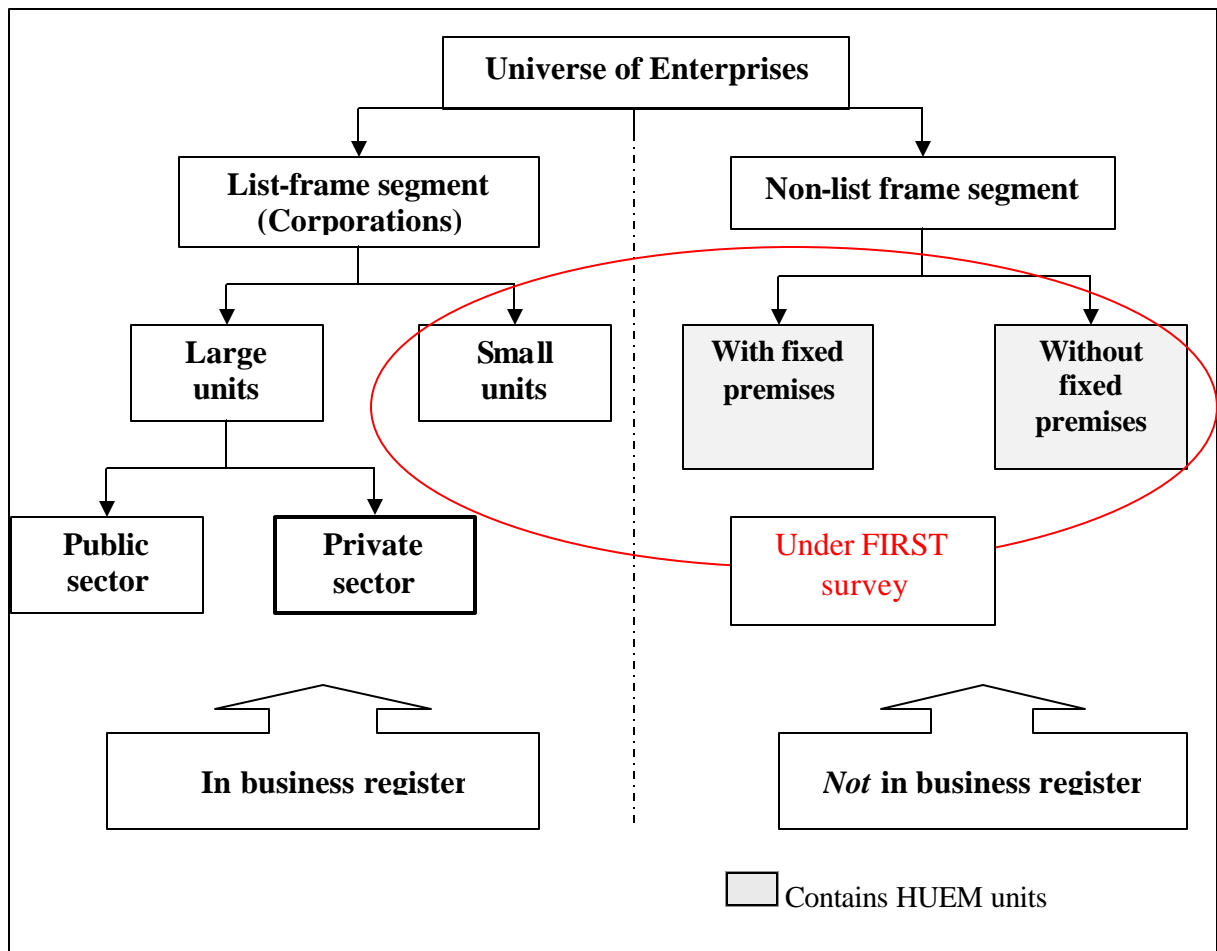 Universe of Enterprises
List-frame segment
(Corporations)
Non-list frame segment
Large
units
Small
units
With fixed
premises
Without
fixed
premises
Public
sector
Private
sector
Under FIRST
survey
In business register
Not in business register
Contains HUEM units